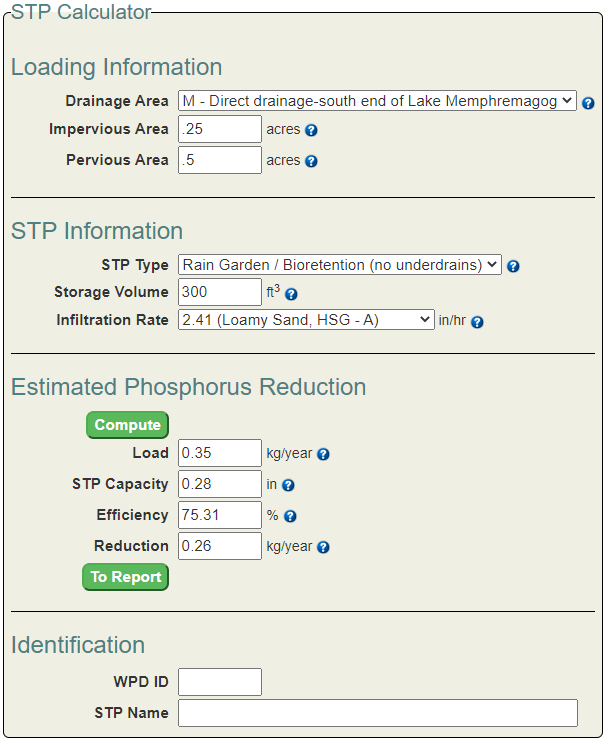 STP Calculator
Loading Information
Drainage Area M - Direct drainage-south end of Lake Memphremagog
Impervious Area .25 acres
Pervious Area .5 acres
STP Information
STP Type Rain Garden / Bioretention (no underdrains)
Storage Volume 300 ft³
Infiltration Rate 2.41 (Loamy Sand, HSG - A) in/hr
Estimated Phosphorus Reduction
Compute
Load 0.35 kg/year
STP Capacity 0.28 in
Efficiency 75.31 %
Reduction 0.26 kg/year
To Report
Identification
WPD ID
STP Name